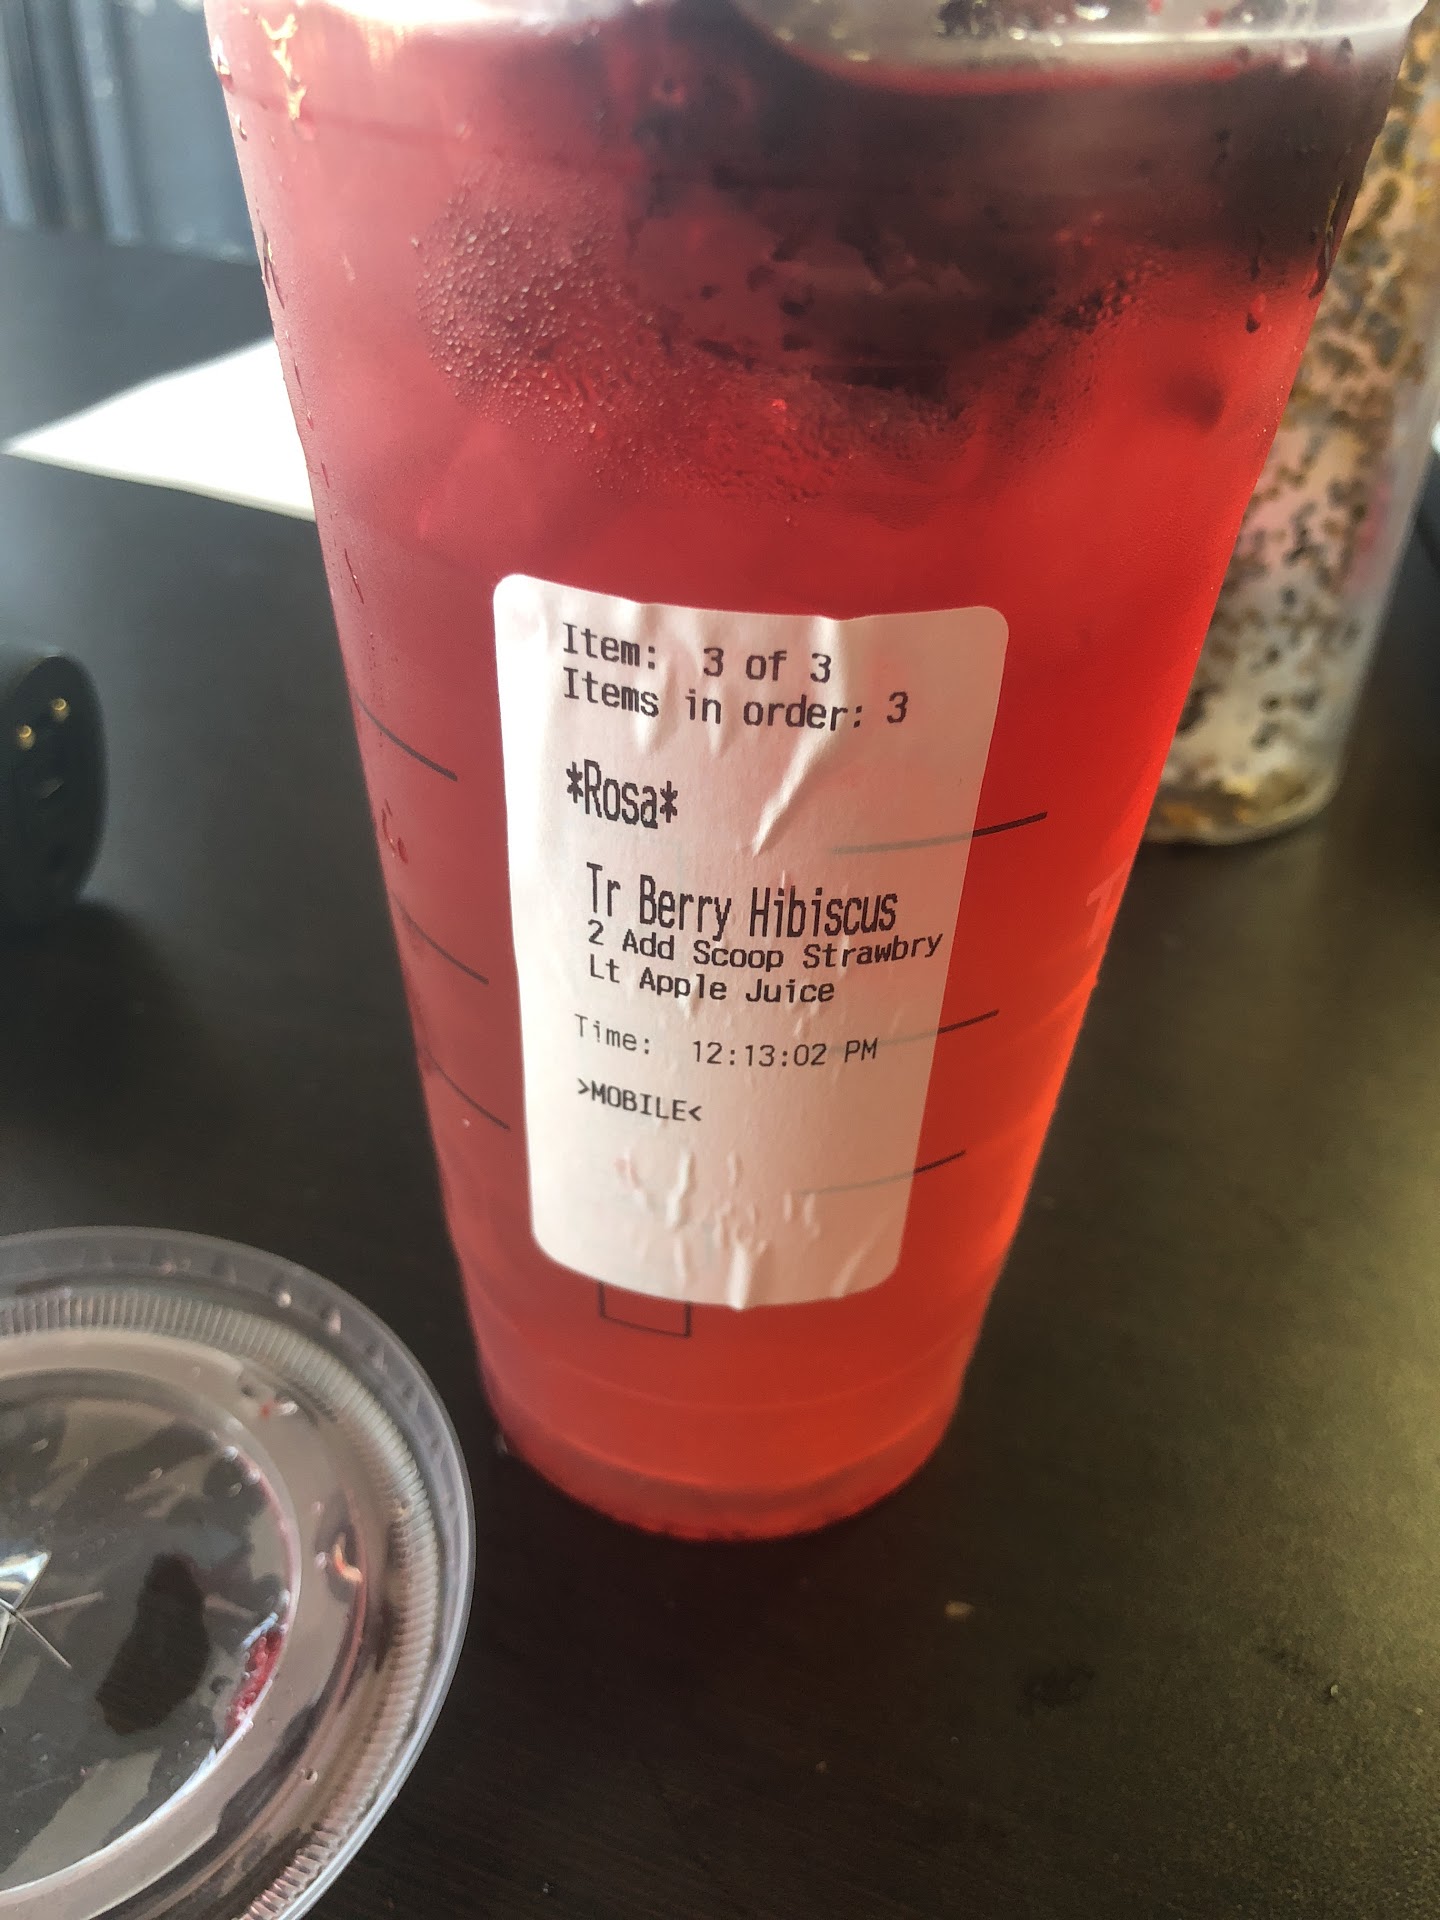 Item: 3 of 3
Items in order: 3
*Rosa*
Tr Berry Hibiscus
2 Add Scoop Strawbry
Lt Apple Juice
Time: 12:13:02 PM
>MOBILE<